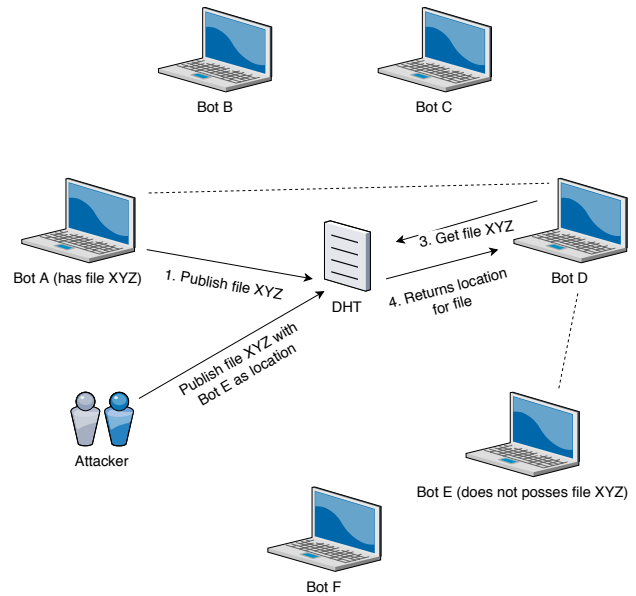 Bot B
Bot C
3. Get file XYZ
Bot A (has file XYZ)
1. Publish file XYZ
DHT
4. Returns location
for file
Bot D
Publish file XYZ with
Bot E as location
Attacker
Bot E (does not posses file XYZ)
Bot F